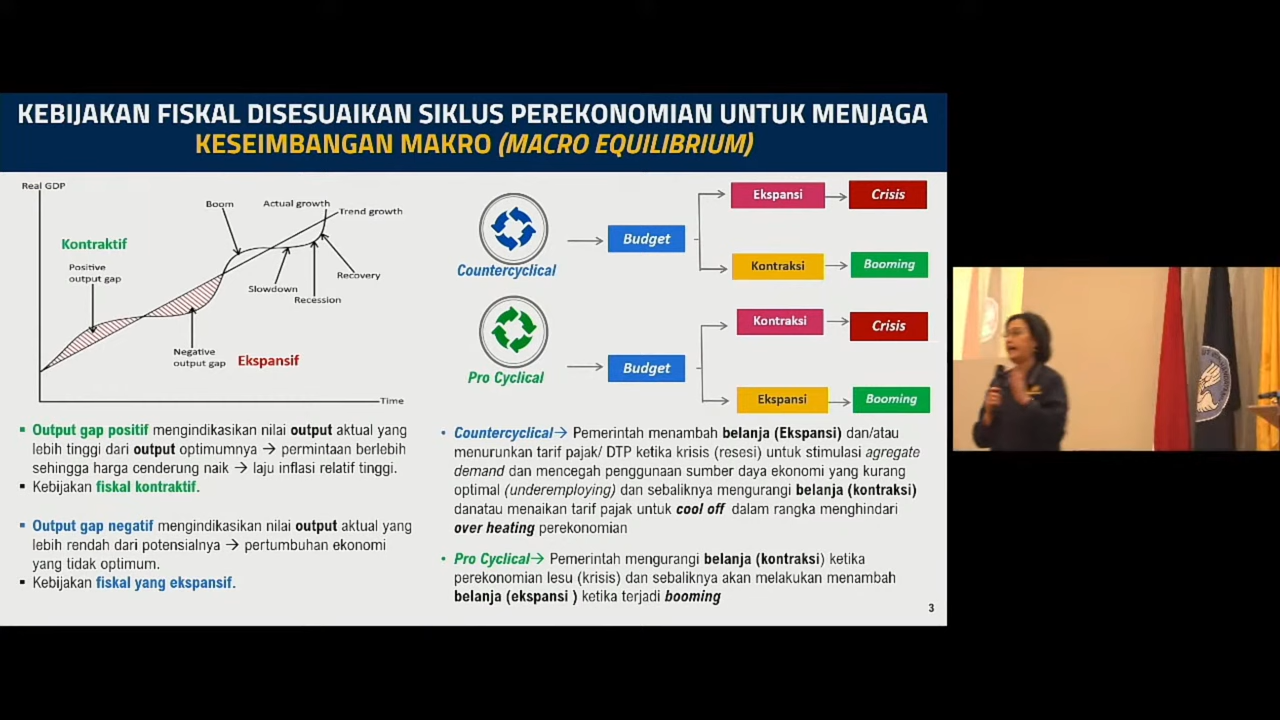 KEBIJAKAN FISKAL DISESUAIKAN SIKLUS PEREKONOMIAN UNTUK MENJAGA
KESEIMBANGAN MAKRO (MACRO EQUILIBRIUM)
Real GDP
Boom
Actual growth
Trend growth
Kontraktif
Positive
output gap
Recovery
Slowdown
Recession
Negative
output gap
Ekspansif
Time
Countercyclical
Budget
Ekspansi
Crisis
Kontraksi
Booming
Pro Cyclical
Budget
Kontraksi
Crisis
Ekspansi
Booming
▪ Output gap positif mengindikasikan nilai output aktual yang
lebih tinggi dari output optimumnya → permintaan berlebih
sehingga harga cenderung naik → laju inflasi relatif tinggi.
▪ Kebijakan fiskal kontraktif.
▪ Output gap negatif mengindikasikan nilai output aktual yang
lebih rendah dari potensialnya → pertumbuhan ekonomi
yang tidak optimum.
▪ Kebijakan fiskal yang ekspansif.
• Countercyclical→ Pemerintah menambah belanja (Ekspansi) dan/atau
menurunkan tarif pajak/ DTP ketika krisis (resesi) untuk stimulasi agregate
demand dan mencegah penggunaan sumber daya ekonomi yang kurang
optimal (underemploying) dan sebaliknya mengurangi belanja (kontraksi)
danatau menaikan tarif pajak untuk cool off dalam rangka menghindari
over heating perekonomian
• Pro Cyclical→ Pemerintah mengurangi belanja (kontraksi) ketika
perekonomian lesu (krisis) dan sebaliknya akan melakukan menambah
belanja (ekspansi ) ketika terjadi booming
3